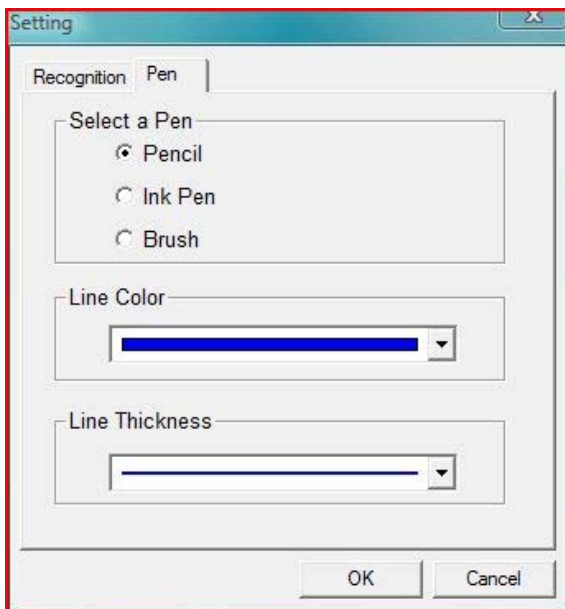 Setting
Recognition Pen
Select a Pen
Pencil
Ink Pen
Brush
Line Color
Line Thickness
OK Cancel